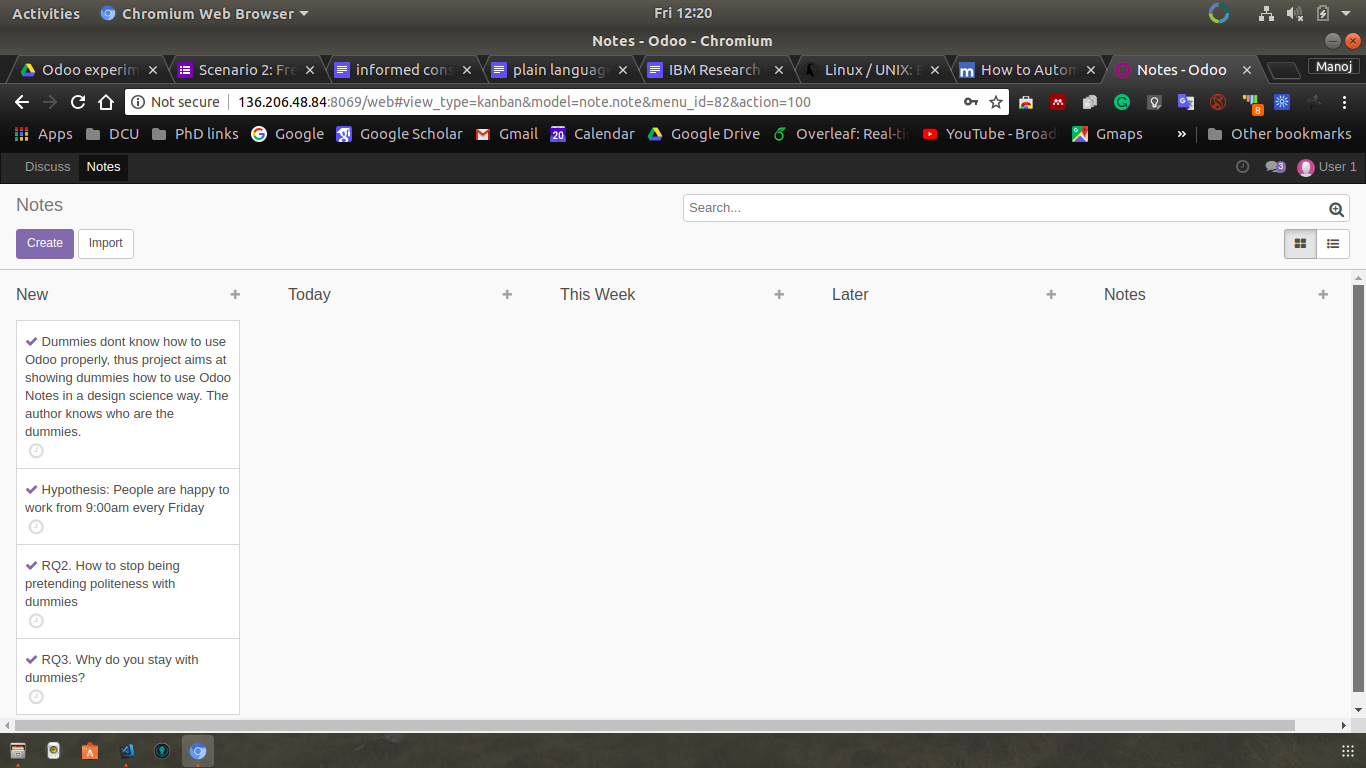 Activities Chromium Web Browser Fri 12:20
Notes - Odoo - Chromium
Odoo experim Scenario 2: Fre informed cons plain language IBM Research Linux / UNIX: How to Autom Notes - Odoo Manoj
Not secure 136.206.48.84:8069/web#view_type=kanban&model=note.note&menu_id=82&action=100 8
Apps DCU PhD links Google Google Scholar Gmail 20 Calendar Google Drive Overleaf: Real-ti YouTube - Broad Gmaps » Other bookmarks
Discuss Notes 3 User 1
Notes Search...
Create Import
New Today This Week Later Notes
Dummies dont know how to use
Odoo properly, thus project aims at
showing dummies how to use Odoo
Notes in a design science way. The
author knows who are the
dummies.
Hypothesis: People are happy to
work from 9:00am every Friday
RQ2. How to stop being
pretending politeness with
dummies
RQ3. Why do you stay with
dummies?